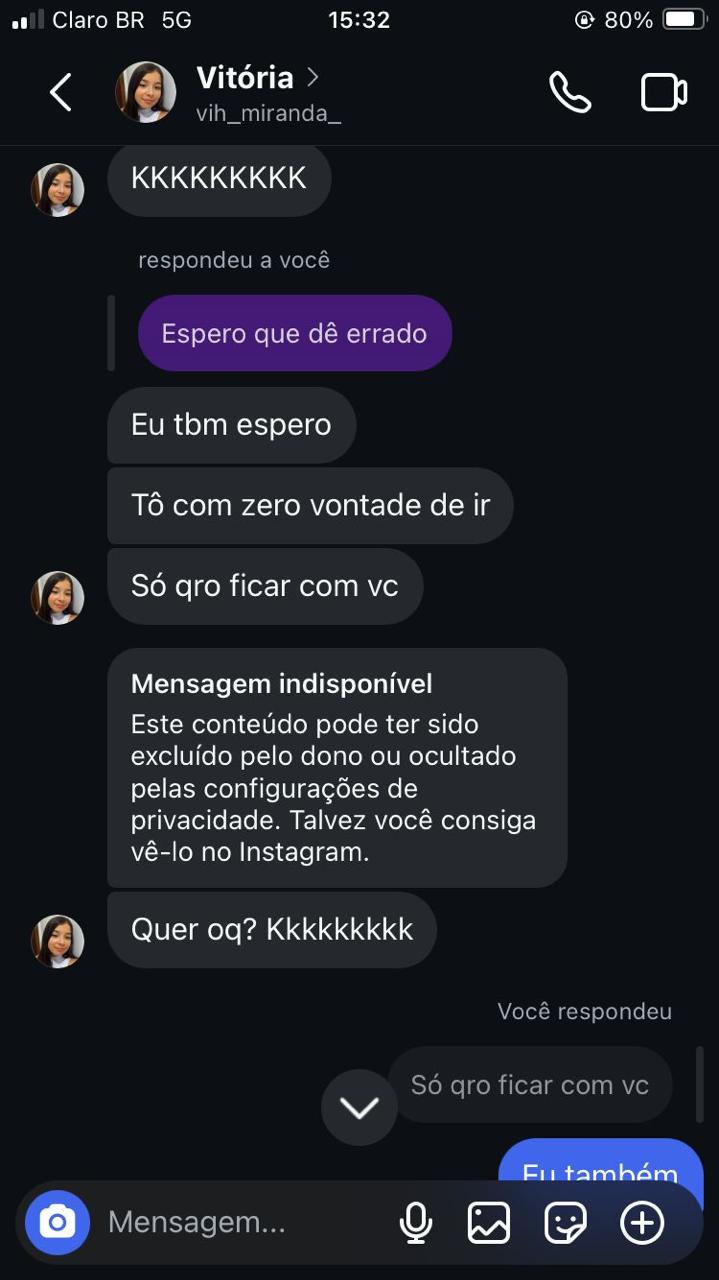 Claro BR 5G 15:32 80%
Vitória
vih_miranda_
KKKKKKKKK
respondeu a você
Espero que dê errado
Eu tbm espero
Tô com zero vontade de ir
Só qro ficar com vc
Mensagem indisponível
Este conteúdo pode ter sido
excluído pelo dono ou ocultado
pelas configurações de
privacidade. Talvez você consiga
vê-lo no Instagram.
Quer oq? Kkkkkkkkk
Você respondeu
Só qro ficar com vc
Eu também
Mensagem...